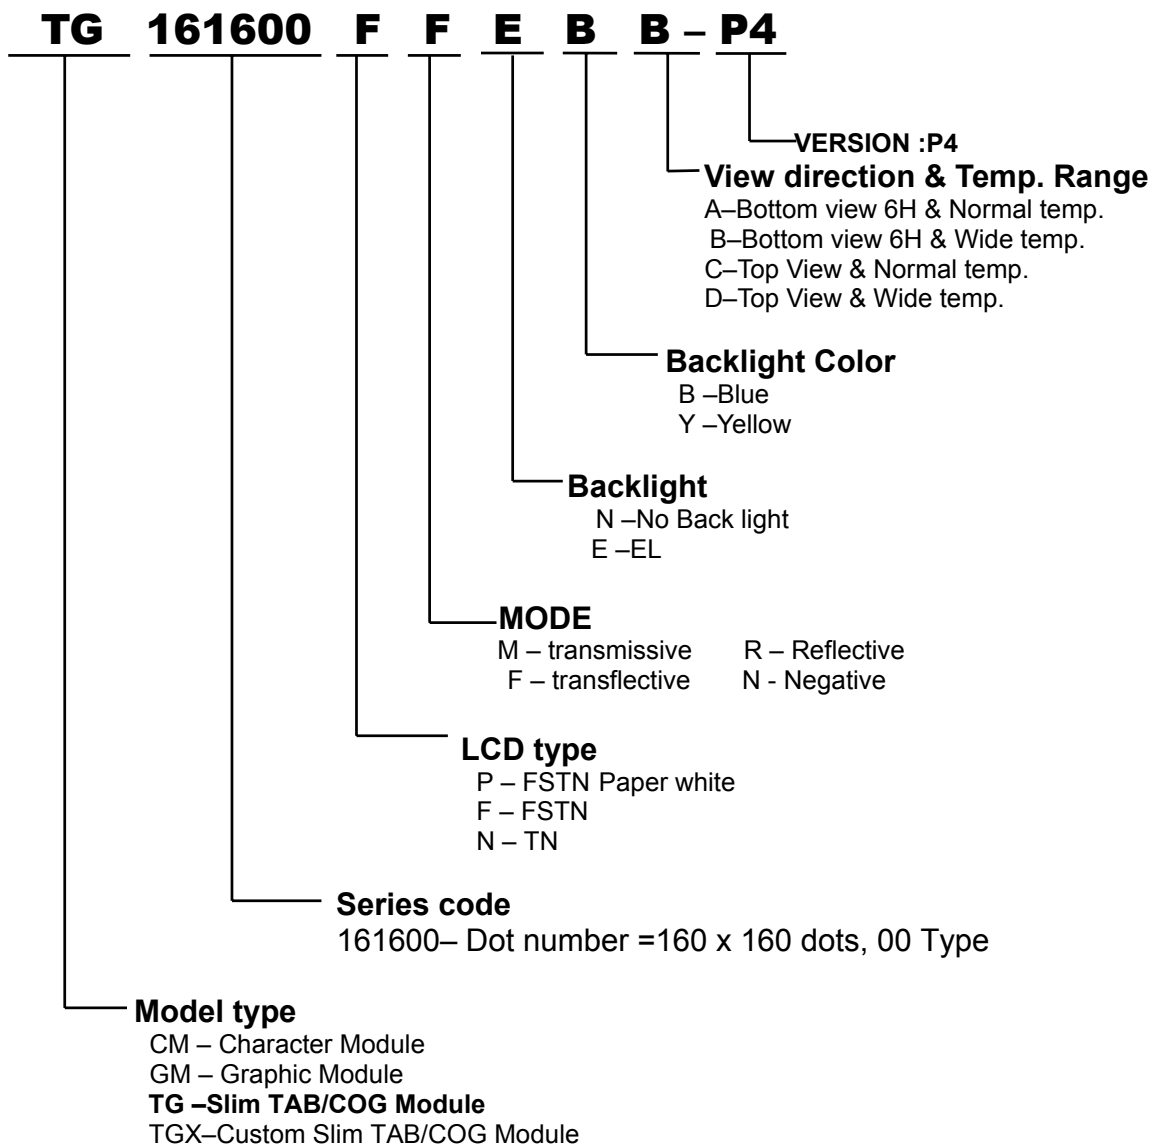 TG 161600 F F E B B – P4
VERSION :P4
View direction & Temp. Range
A–Bottom view 6H & Normal temp.
B–Bottom view 6H & Wide temp.
C–Top View & Normal temp.
D–Top View & Wide temp.
Backlight Color
B –Blue
Y –Yellow
Backlight
N –No Back light
E –EL
MODE
M – transmissive R – Reflective
F – transflective N - Negative
LCD type
P – FSTN Paper white
F – FSTN
N – TN
Series code
161600– Dot number =160 x 160 dots, 00 Type
Model type
CM – Character Module
GM – Graphic Module
TG –Slim TAB/COG Module
TGX–Custom Slim TAB/COG Module